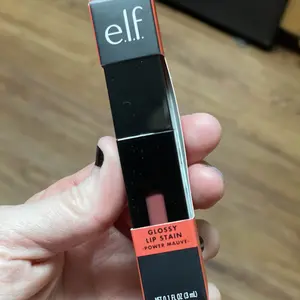 e.l.f.
GLOSSY
LIP STAIN
-POWER MAUVE-
NET 0.1 FL OZ (3 mL)